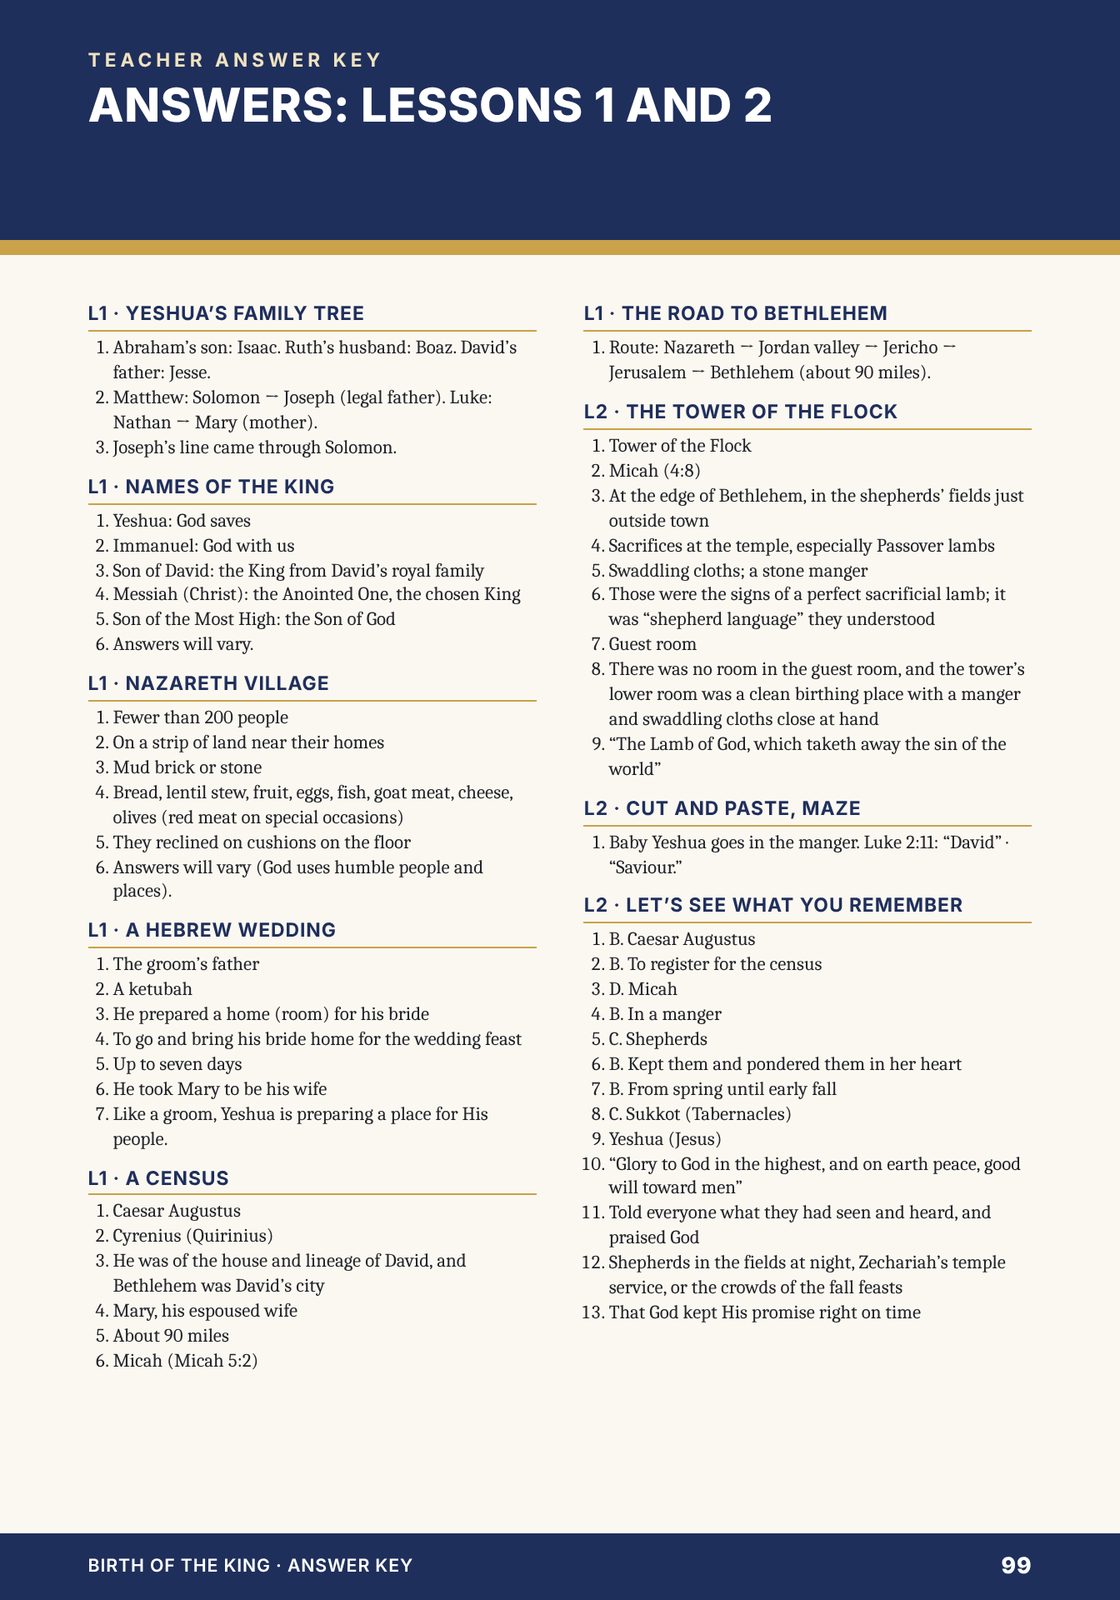 TEACHER ANSWER KEY
ANSWERS: LESSONS 1 AND 2
L1 · YESHUA’S FAMILY TREE
1. Abraham’s son: Isaac. Ruth’s husband: Boaz. David’s
father: Jesse.
2. Matthew: Solomon → Joseph (legal father). Luke:
Nathan → Mary (mother).
3. Joseph’s line came through Solomon.
L1 · NAMES OF THE KING
1. Yeshua: God saves
2. Immanuel: God with us
3. Son of David: the King from David’s royal family
4. Messiah (Christ): the Anointed One, the chosen King
5. Son of the Most High: the Son of God
6. Answers will vary.
L1 · NAZARETH VILLAGE
1. Fewer than 200 people
2. On a strip of land near their homes
3. Mud brick or stone
4. Bread, lentil stew, fruit, eggs, fish, goat meat, cheese,
olives (red meat on special occasions)
5. They reclined on cushions on the floor
6. Answers will vary (God uses humble people and
places).
L1 · A HEBREW WEDDING
1. The groom’s father
2. A ketubah
3. He prepared a home (room) for his bride
4. To go and bring his bride home for the wedding feast
5. Up to seven days
6. He took Mary to be his wife
7. Like a groom, Yeshua is preparing a place for His
people.
L1 · A CENSUS
1. Caesar Augustus
2. Cyrenius (Quirinius)
3. He was of the house and lineage of David, and
Bethlehem was David’s city
4. Mary, his espoused wife
5. About 90 miles
6. Micah (Micah 5:2)
L1 · THE ROAD TO BETHLEHEM
1. Route: Nazareth → Jordan valley → Jericho →
Jerusalem → Bethlehem (about 90 miles).
L2 · THE TOWER OF THE FLOCK
1. Tower of the Flock
2. Micah (4:8)
3. At the edge of Bethlehem, in the shepherds’ fields just
outside town
4. Sacrifices at the temple, especially Passover lambs
5. Swaddling cloths; a stone manger
6. Those were the signs of a perfect sacrificial lamb; it
was “shepherd language” they understood
7. Guest room
8. There was no room in the guest room, and the tower’s
lower room was a clean birthing place with a manger
and swaddling cloths close at hand
9. “The Lamb of God, which taketh away the sin of the
world”
L2 · CUT AND PASTE, MAZE
1. Baby Yeshua goes in the manger. Luke 2:11: “David” ·
“Saviour.”
L2 · LET’S SEE WHAT YOU REMEMBER
1. B. Caesar Augustus
2. B. To register for the census
3. D. Micah
4. B. In a manger
5. C. Shepherds
6. B. Kept them and pondered them in her heart
7. B. From spring until early fall
8. C. Sukkot (Tabernacles)
9. Yeshua (Jesus)
10. “Glory to God in the highest, and on earth peace, good
will toward men”
11. Told everyone what they had seen and heard, and
praised God
12. Shepherds in the fields at night, Zechariah’s temple
service, or the crowds of the fall feasts
13. That God kept His promise right on time
BIRTH OF THE KING · ANSWER KEY
99